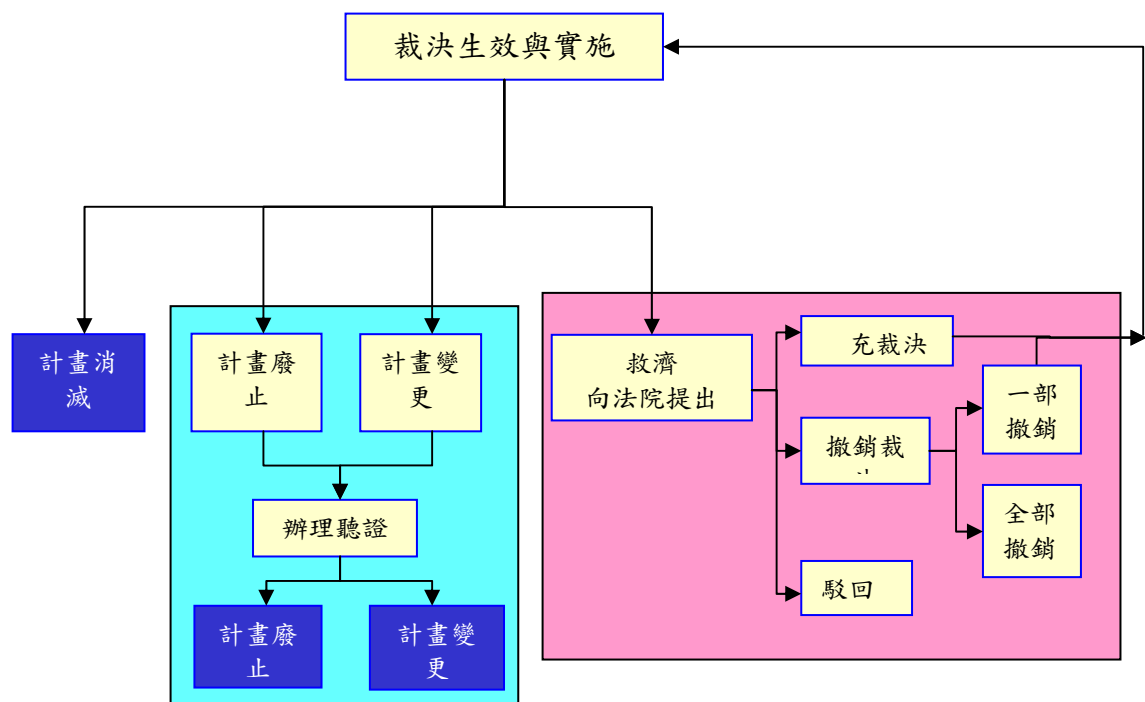 裁決生效與實施
計畫消
滅
計畫廢
止
計畫變
更
辦理聽證
計畫廢
止
計畫變
更
救濟
向法院提出
充裁決
撤銷裁
駁回
一部
撤銷
全部
撤銷